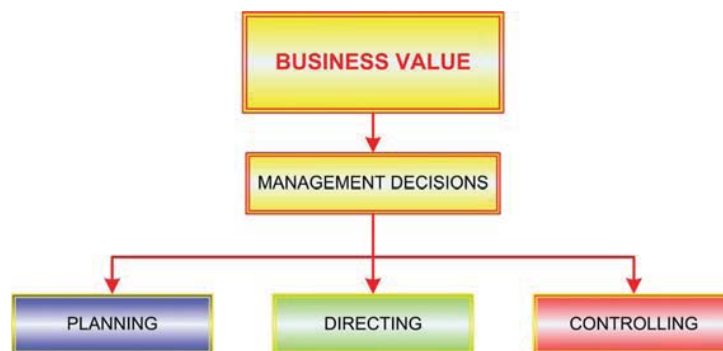 BUSINESS VALUE
MANAGEMENT DECISIONS
PLANNING
DIRECTING
CONTROLLING